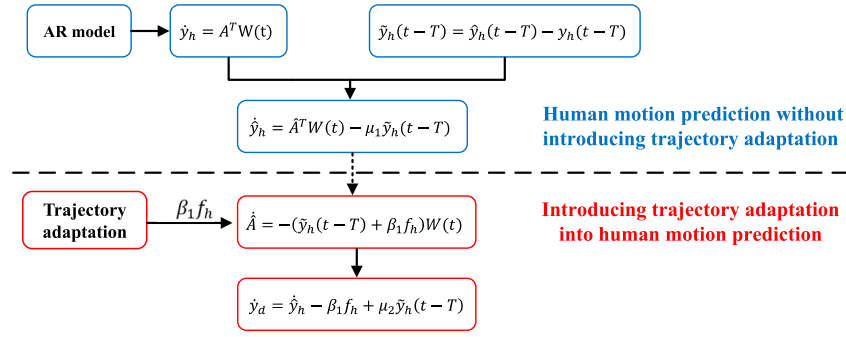 AR model
ẏ_h = A^T W(t)
ỹ_h(t − T) = ŷ_h(t − T) − y_h(t − T)
ŷ̇_h = Â^T W(t) − μ_1 ỹ_h(t − T)
Human motion prediction without
introducing trajectory adaptation
Trajectory
adaptation
β_1 f_h
Â̇ = −(ỹ_h(t − T) + β_1 f_h)W(t)
Introducing trajectory adaptation
into human motion prediction
ẏ_d = ŷ̇_h − β_1 f_h + μ_2 ỹ_h(t − T)